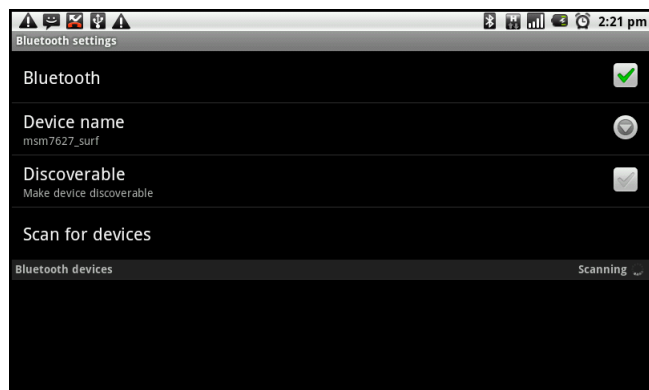 2:21 pm
Bluetooth settings
Bluetooth
Device name
msm7627_surf
Discoverable
Make device discoverable
Scan for devices
Bluetooth devices
Scanning